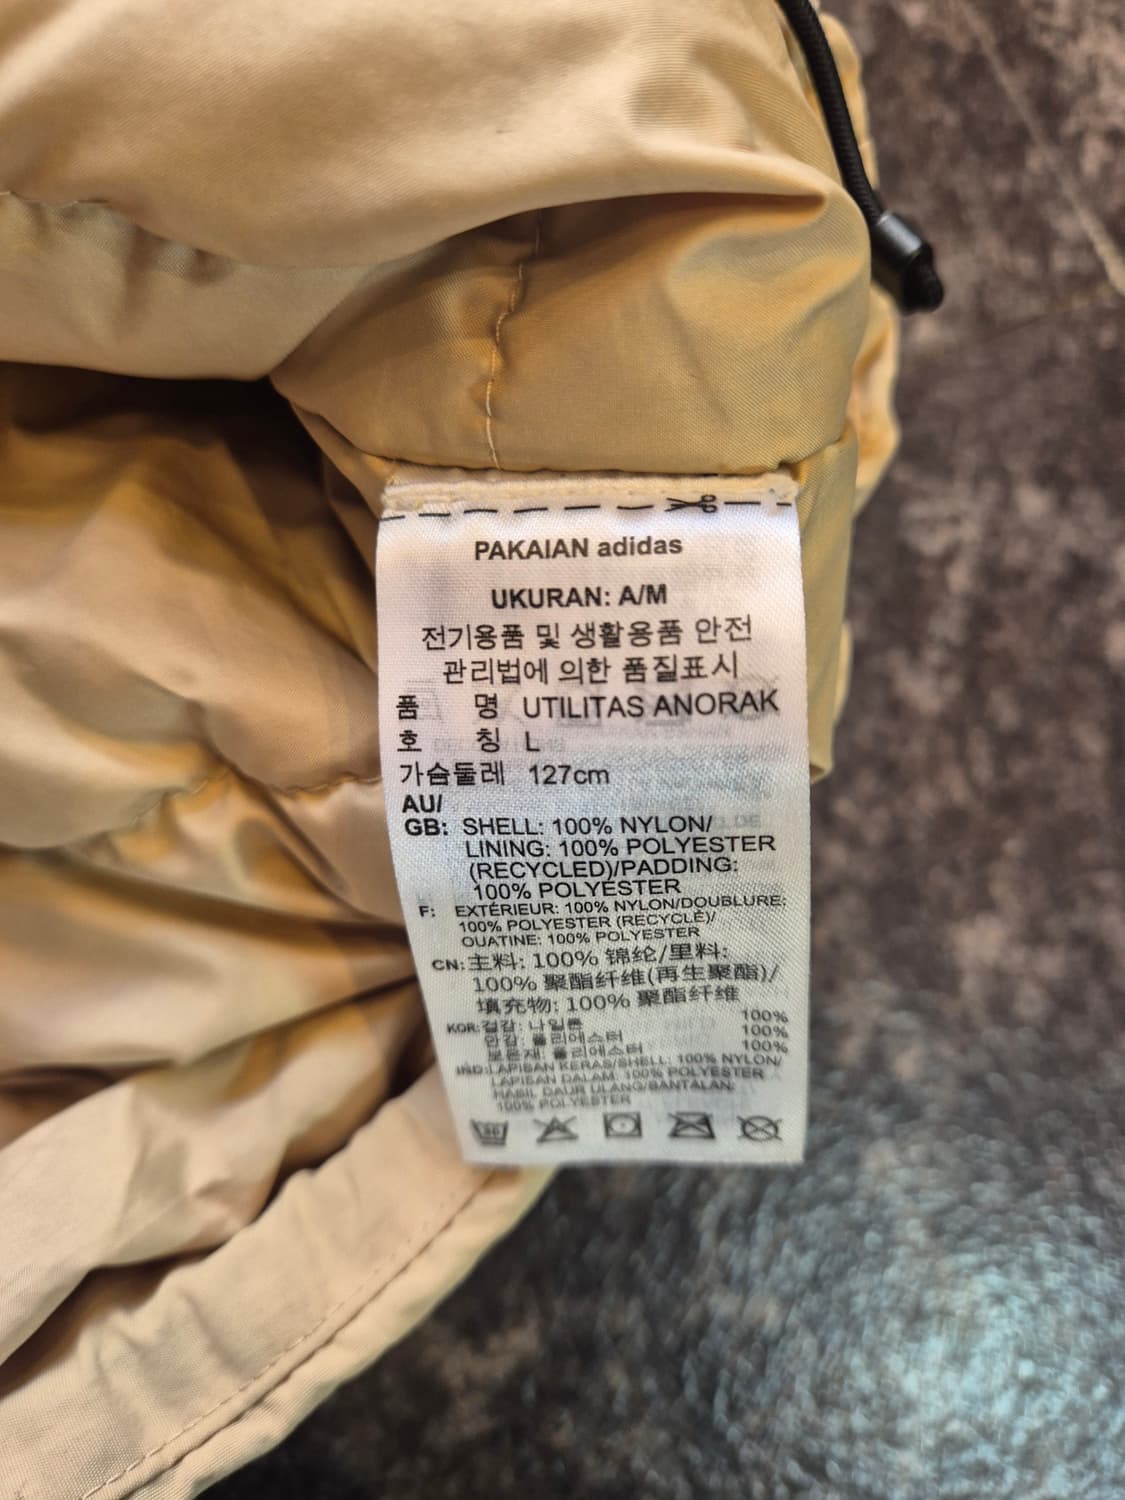 PAKAIAN adidas
UKURAN: A/M
전기용품 및 생활용품 안전
관리법에 의한 품질표시
품 명 UTILITAS ANORAK
호 칭 L
가슴둘레 127cm
AU/
GB: SHELL: 100% NYLON/
LINING: 100% POLYESTER
(RECYCLED)/PADDING:
100% POLYESTER
F: EXTÉRIEUR: 100% NYLON/DOUBLURE:
100% POLYESTER (RECYCLÉ)/
OUATINE: 100% POLYESTER
CN: 主料: 100% 锦纶/里料:
100% 聚酯纤维(再生聚酯)/
填充物: 100% 聚酯纤维
KOR: 겉감: 나일론 100%
안감: 폴리에스터 100%
보온재: 폴리에스터 100%
IND: LAPISAN KERAS/SHELL: 100% NYLON/
LAPISAN DALAM: 100% POLYESTER
HASIL DAUR ULANG/BANTALAN:
100% POLYESTER
30